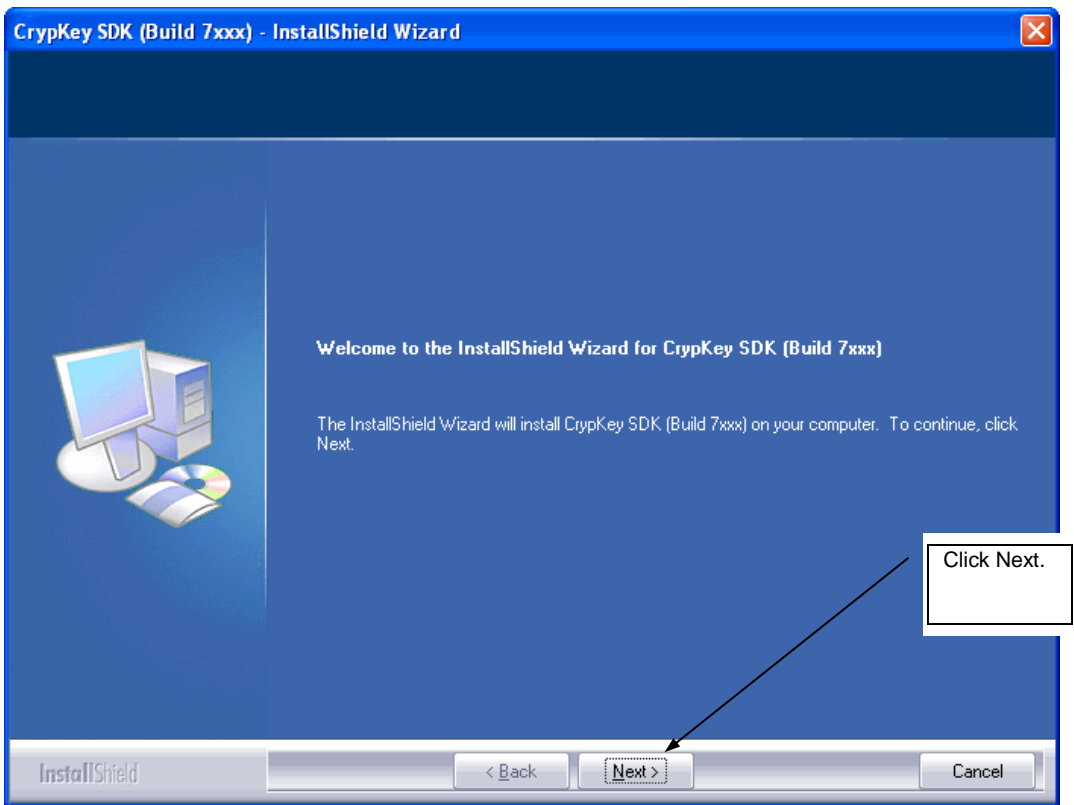 CrypKey SDK (Build 7xxx) - InstallShield Wizard
Welcome to the InstallShield Wizard for CrypKey SDK (Build 7xxx)
The InstallShield Wizard will install CrypKey SDK (Build 7xxx) on your computer. To continue, click
Next.
Click Next.
InstallShield
< Back
Next >
Cancel